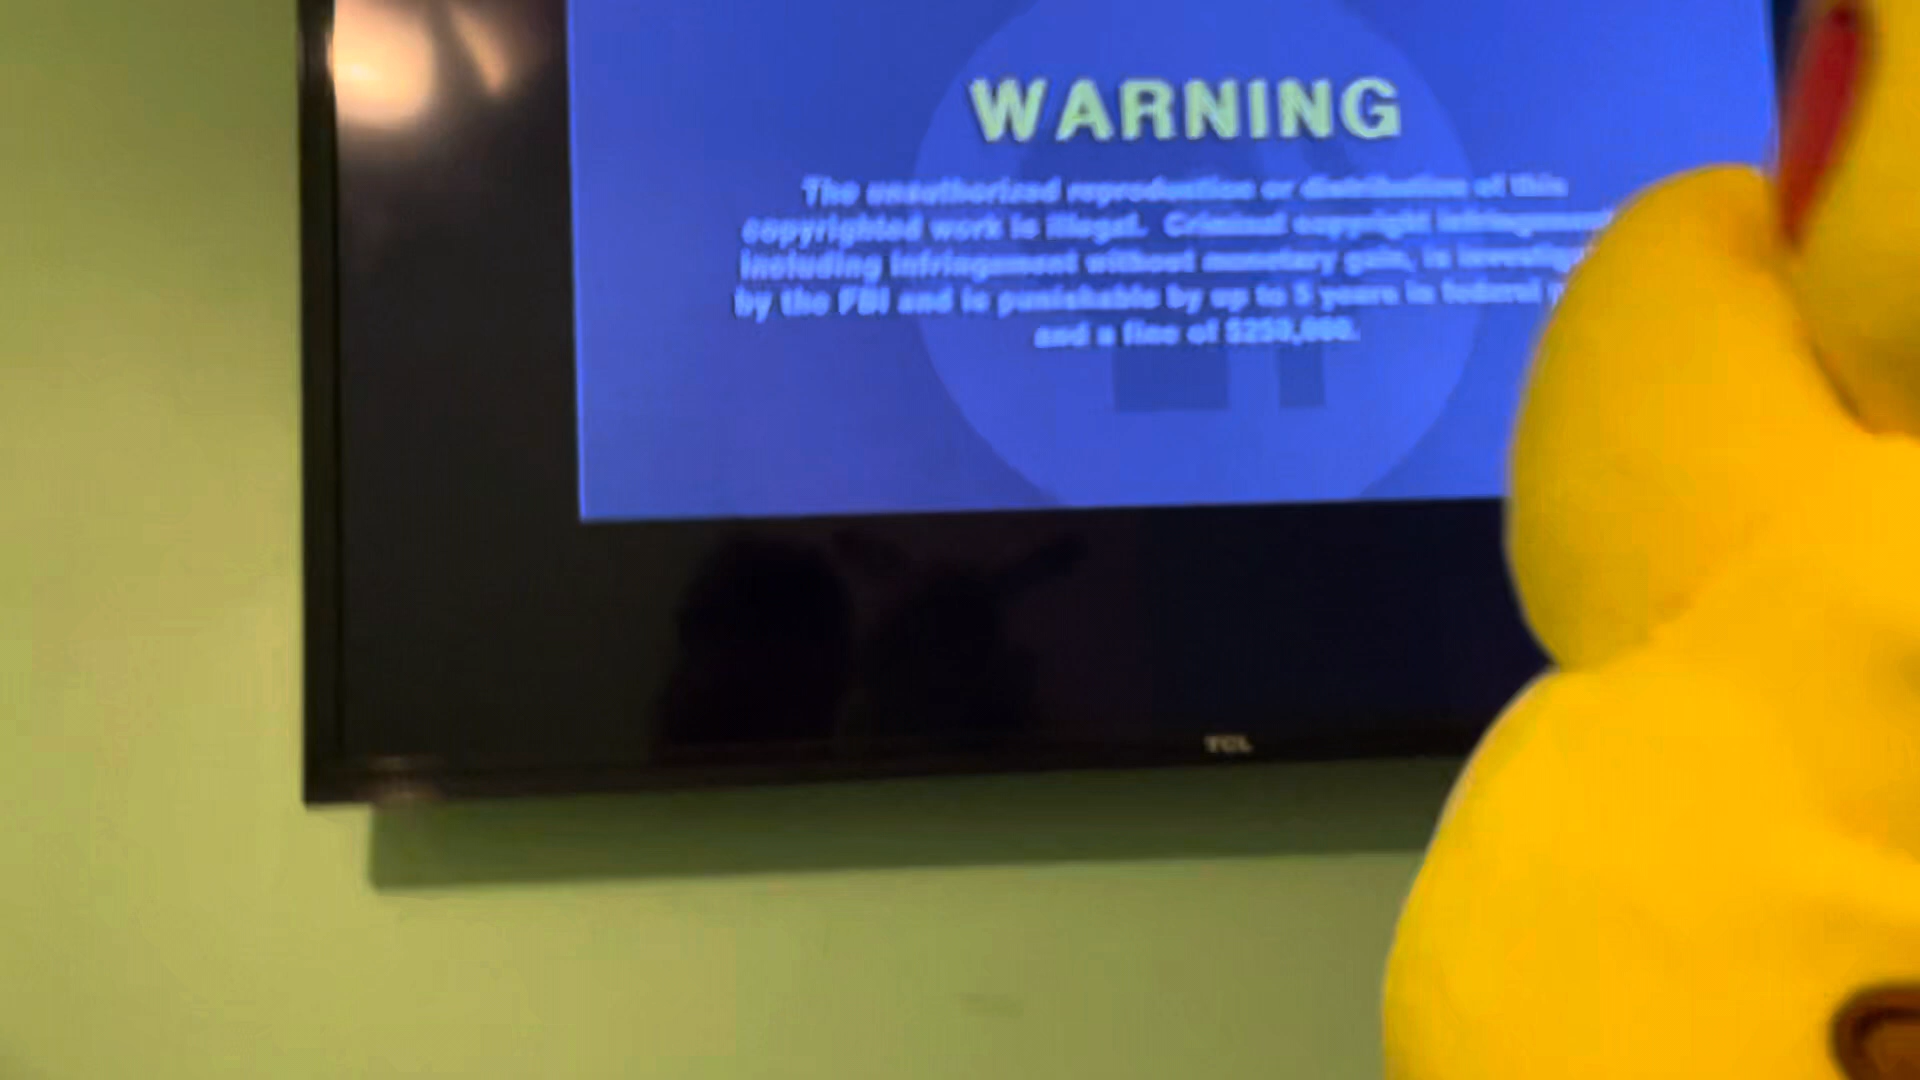 WARNING
The unauthorized reproduction or distribution of this
copyrighted work is illegal. Criminal copyright infringement
including infringement without monetary gain, is
by the FBI and is punishable by up to 5 years in federal
and a fine of $250,000.
TCL